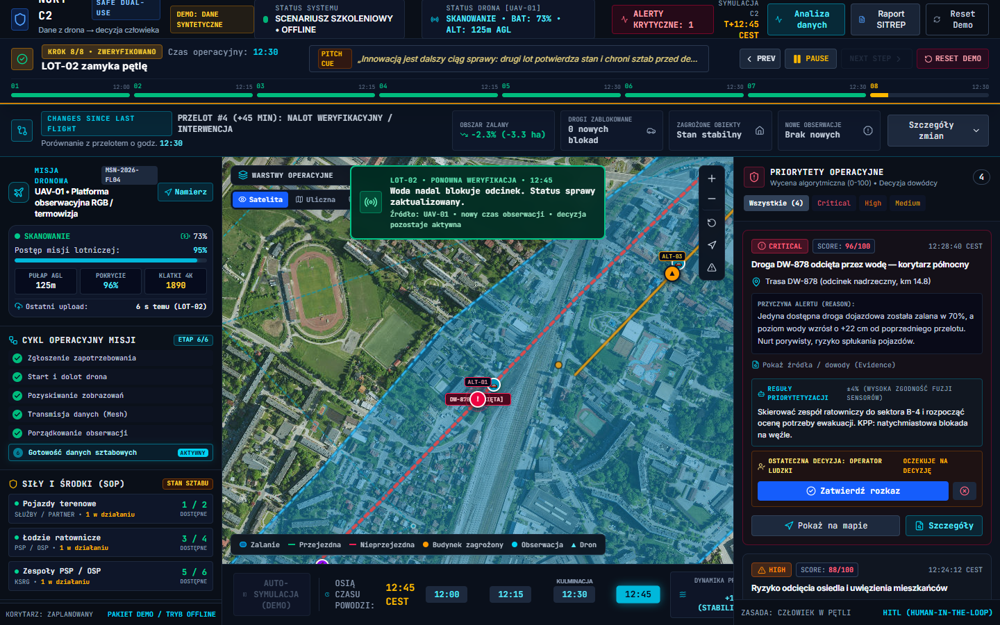 NURT
C2
SAFE DUAL-
USE
Dane z drona → decyzja człowieka
DEMO: DANE
SYNTETYCZNE
STATUS SYSTEMU
SCENARIUSZ SZKOLENIOWY
• OFFLINE
STATUS DRONA [UAV-01]
SKANOWANIE • BAT: 73% •
ALT: 125m AGL
ALERTY
KRYTYCZNE: 1
SYMULACJA
C2
T+12:45
CEST
Analiza
danych
Raport
SITREP
Reset
Demo
KROK 8/8 • ZWERYFIKOWANO
Czas operacyjny: 12:30
LOT-02 zamyka pętlę
PITCH
CUE
„Innowacją jest dalszy ciąg sprawy: drugi lot potwierdza stan i chroni sztab przed de...
PREV
PAUSE
NEXT STEP
RESET DEMO
01 12:00 02 12:15 03 12:15 04 12:15 05 12:30 06 12:30 07 12:30 08 12:30
CHANGES SINCE LAST
FLIGHT
PRZELOT #4 (+45 MIN): NALOT WERYFIKACYJNY /
INTERWENCJA
Porównanie z przelotem o godz. 12:30
OBSZAR ZALANY
-2.3% (-3.3 ha)
DROGI ZABLOKOWANE
0 nowych
blokad
ZAGROŻONE OBIEKTY
Stan stabilny
NOWE OBSERWACJE
Brak nowych
Szczegóły
zmian
MISJA
DRONOWA
MSN-2026-
FL04
UAV-01 • Platforma
obserwacyjna RGB /
termowizja
Namierz
SKANOWANIE
73%
Postęp misji lotniczej: 95%
PUŁAP AGL
125m
POKRYCIE
96%
KLATKI 4K
1890
Ostatni upload: 6 s temu (LOT-02)
CYKL OPERACYJNY MISJI
ETAP 6/6
Zgłoszenie zapotrzebowania
Start i dolot drona
Pozyskiwanie zobrazowań
Transmisja danych (Mesh)
Porządkowanie obserwacji
6 Gotowość danych sztabowych AKTYWNY
SIŁY I ŚRODKI (SOP)
STAN SZTABU
Pojazdy terenowe 1 / 2
SŁUŻBY / PARTNER • 1 w działaniu DOSTĘPNE
Łodzie ratownicze 3 / 4
PSP / OSP • 1 w działaniu DOSTĘPNE
Zespoły PSP / OSP 5 / 6
KSRG • 1 w działaniu DOSTĘPNE
KORYTARZ: ZAPLANOWANY
PAKIET DEMO / TRYB OFFLINE
WARSTWY OPERACYJNE
Satelita
Uliczna
LOT-02 • PONOWNA WERYFIKACJA • 12:45
Woda nadal blokuje odcinek. Status sprawy
zaktualizowany.
Źródło: UAV-01 • nowy czas obserwacji • decyzja
pozostaje aktywna
ALT-03
ALT-01
Zalanie
Przejezdna
Nieprzejezdna
Budynek zagrożony
Obserwacja
Dron
AUTO-
SYMULACJA
(DEMO)
OSIĄ
CZASU
POWODZI:
12:45
CEST
12:00
12:15
KULMINACJA
12:30
12:45
DYNAMIKA
(STABILI
PRIORYTETY OPERACYJNE
Wycena algorytmiczna (0-100) • Decyzja dowódcy
4
Wszystkie (4)
Critical
High
Medium
CRITICAL
SCORE: 96/100
12:28:40 CEST
Droga DW-878 odcięta przez wodę — korytarz północny
Trasa DW-878 (odcinek nadrzeczny, km 14.8)
PRZYCZYNA ALERTU (REASON):
Jedyna dostępna droga dojazdowa została zalana w 70%, a
poziom wody wzrósł o +22 cm od poprzedniego przelotu.
Nurt porywisty, ryzyko spłukania pojazdów.
Pokaż źródła / dowody (Evidence)
REGUŁY
PRIORYTETYZACJI
±4% (WYSOKA ZGODNOŚĆ FUZJI
SENSORÓW)
Skierować zespół ratowniczy do sektora B-4 i rozpocząć
ocenę potrzeby ewakuacji. KPP: natychmiastowa blokada
na węźle.
OSTATECZNA DECYZJA: OPERATOR
LUDZKI
OCZEKUJE NA
DECYZJĘ
Zatwierdź rozkaz
Pokaż na mapie
Szczegóły
HIGH
SCORE: 88/100
12:24:12 CEST
Ryzyko odcięcia osiedla i uwięzienia mieszkańców
ZASADA: CZŁOWIEK W PĘTLI
HITL (HUMAN-IN-THE-LOOP)